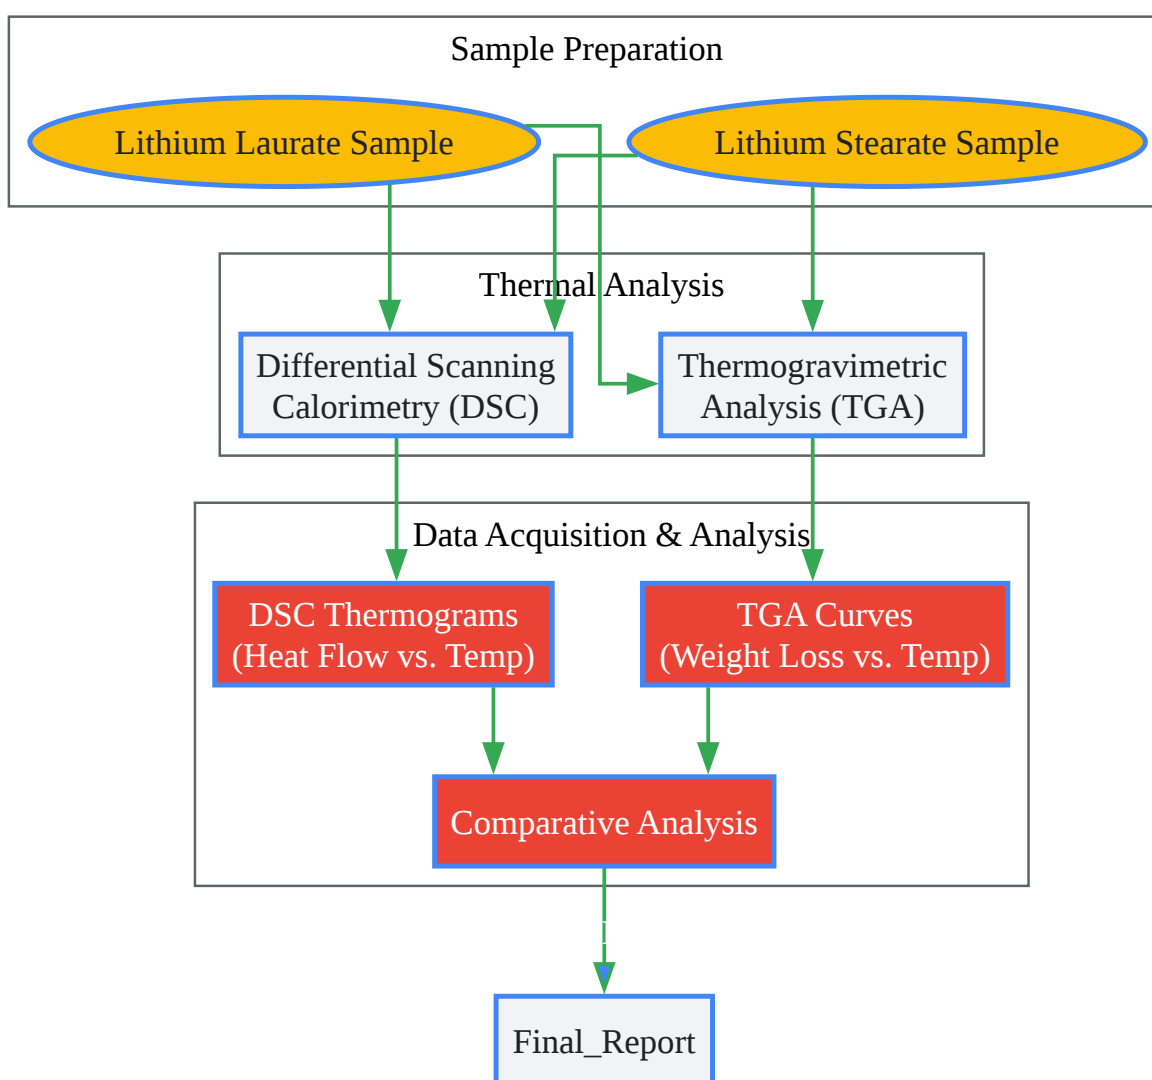 Sample Preparation
Lithium Laurate Sample
Lithium Stearate Sample
Thermal Analysis
Differential Scanning
Calorimetry (DSC)
Thermogravimetric
Analysis (TGA)
Data Acquisition & Analysis
DSC Thermograms
(Heat Flow vs. Temp)
TGA Curves
(Weight Loss vs. Temp)
Comparative Analysis
Final_Report